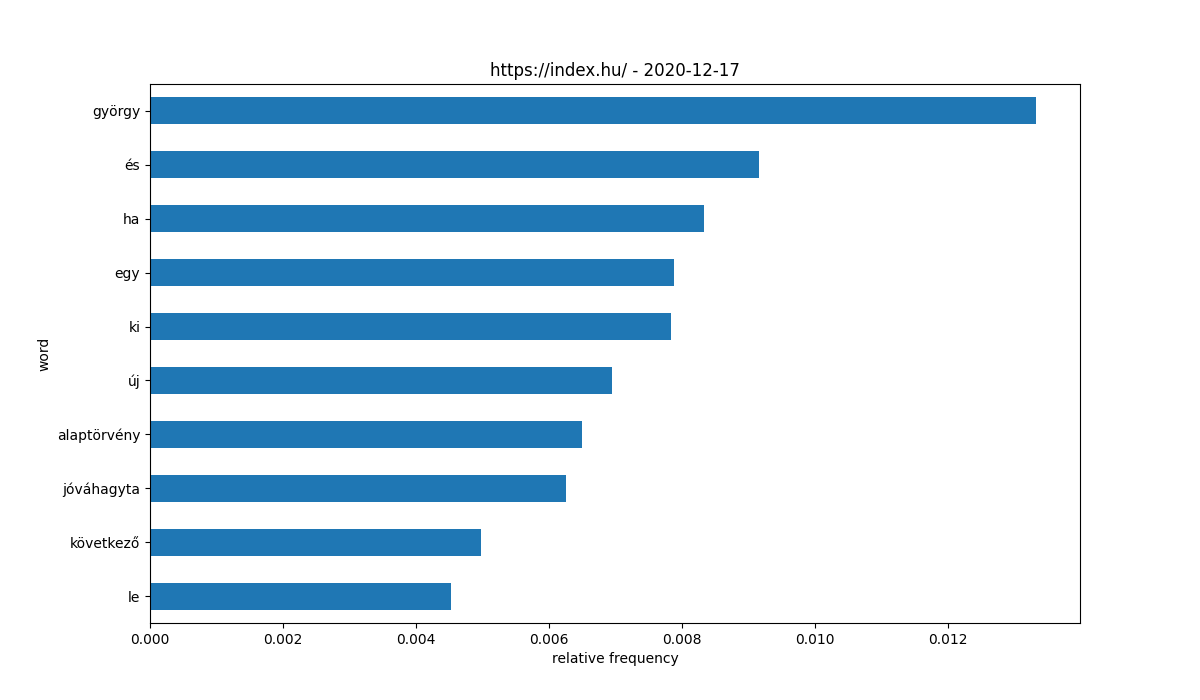 https://index.hu/ - 2020-12-17
györgy
és
ha
egy
ki
új
alaptörvény
jóváhagyta
következő
le
word
0.000 0.002 0.004 0.006 0.008 0.010 0.012
relative frequency